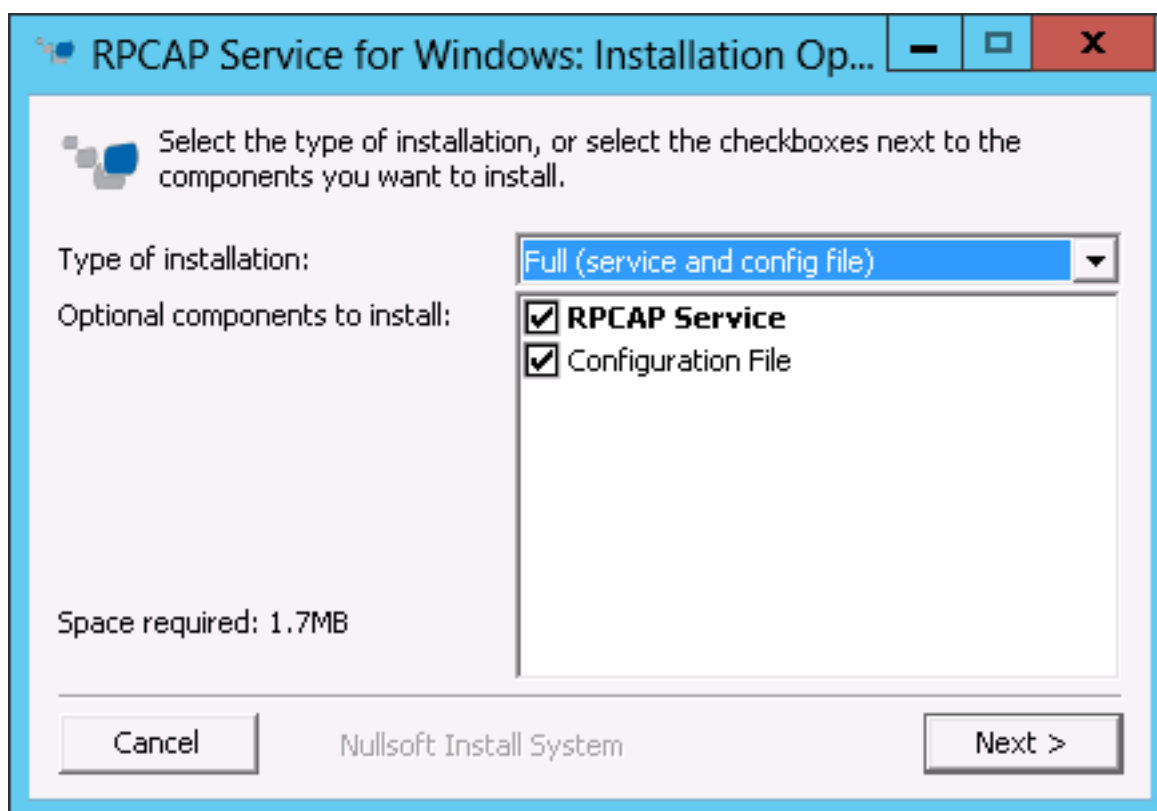 RPCAP Service for Windows: Installation Op...
Select the type of installation, or select the checkboxes next to the
components you want to install.
Type of installation:
Full (service and config file)
Optional components to install:
RPCAP Service
Configuration File
Space required: 1.7MB
Cancel
Nullsoft Install System
Next >